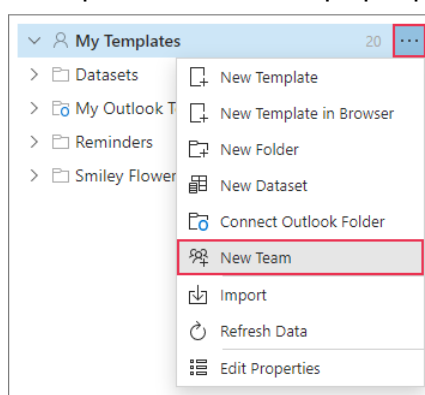 My Templates 20 ...
Datasets
New Template
My Outlook T
New Template in Browser
Reminders
New Folder
Smiley Flower
New Dataset
Connect Outlook Folder
New Team
Import
Refresh Data
Edit Properties